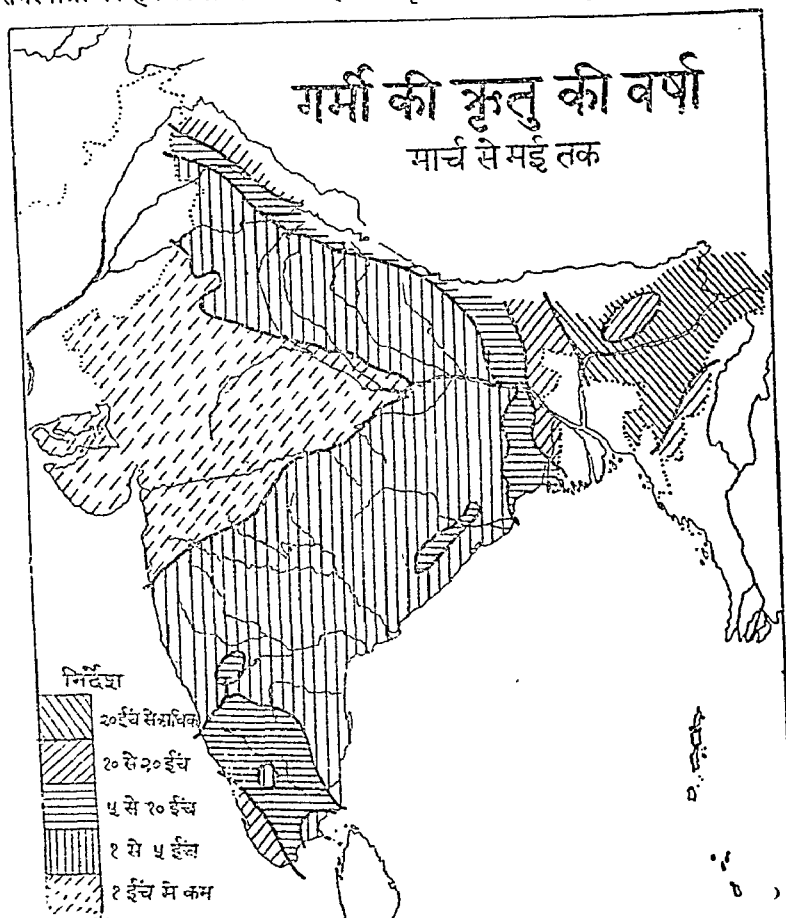 गर्मी की ऋतु की वर्षा
मार्च से मई तक
निर्देश
२० ईंच से अधिक
१० से २० ईंच
५ से १० ईंच
१ से ५ ईंच
१ ईंच से कम